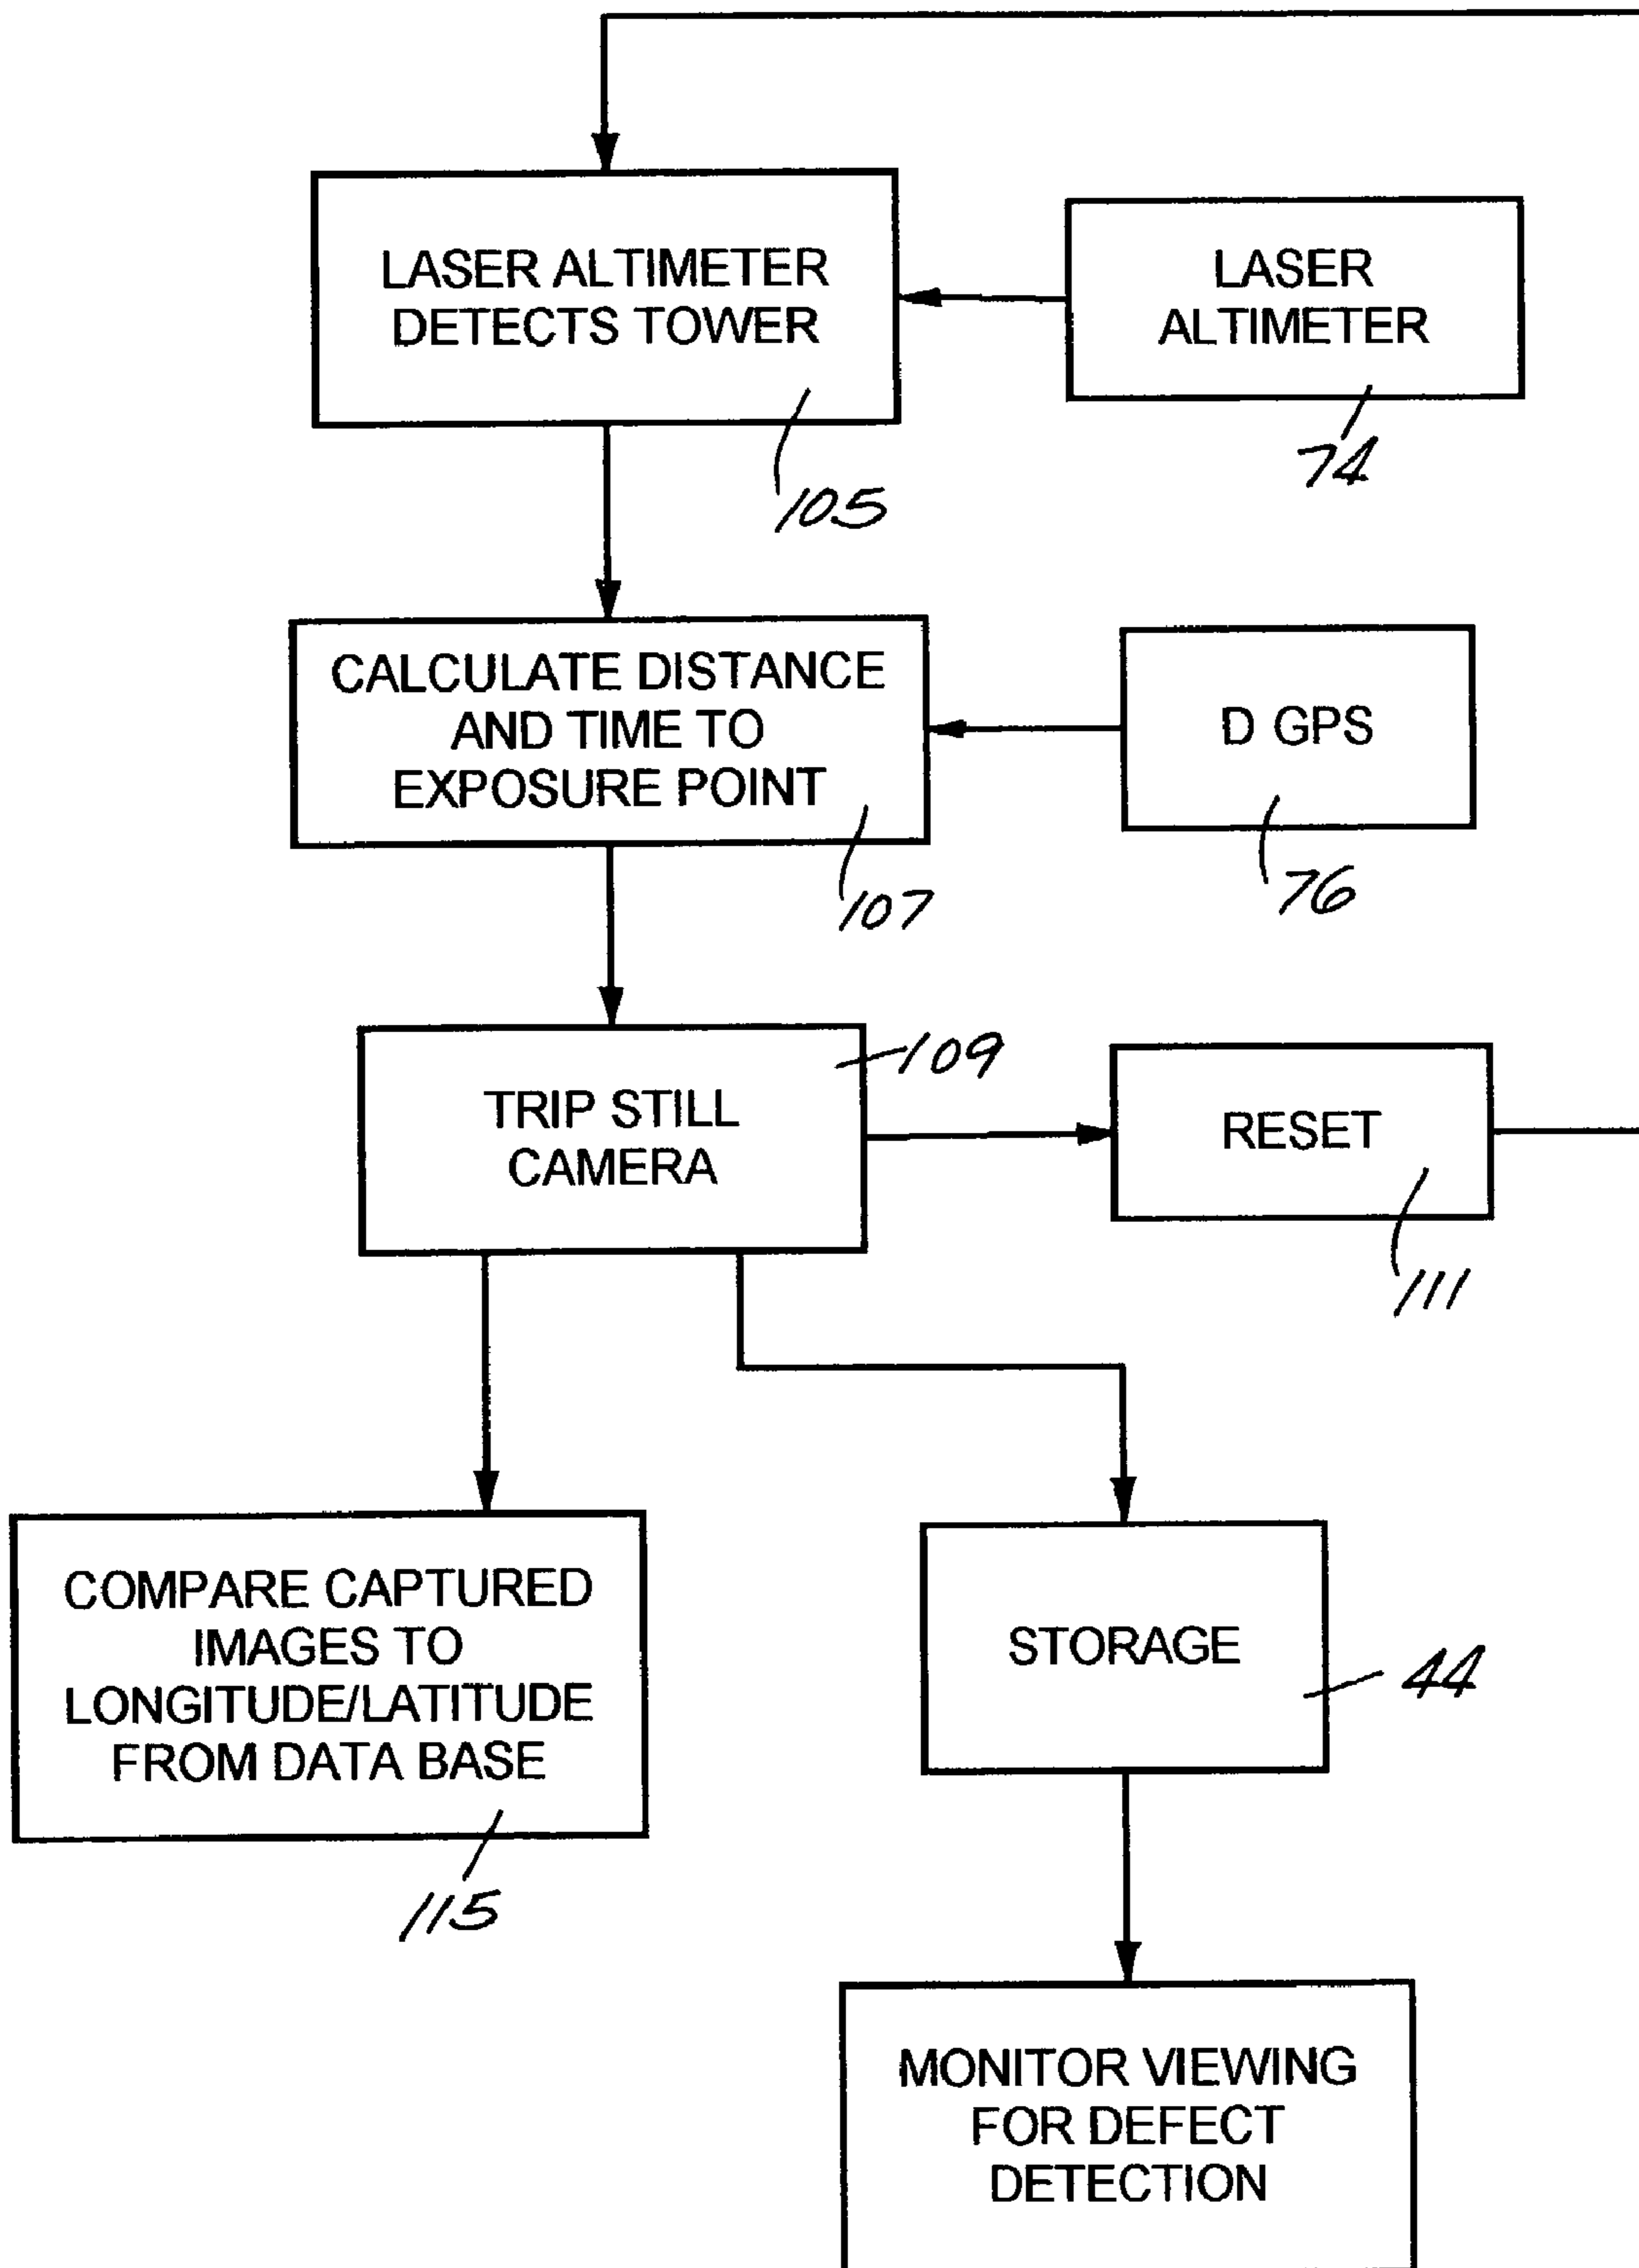 LASER ALTIMETER
DETECTS TOWER
105
LASER
ALTIMETER
74
CALCULATE DISTANCE
AND TIME TO
EXPOSURE POINT
107
D GPS
76
TRIP STILL
CAMERA
109
RESET
111
COMPARE CAPTURED
IMAGES TO
LONGITUDE/LATITUDE
FROM DATA BASE
115
STORAGE
44
MONITOR VIEWING
FOR DEFECT
DETECTION